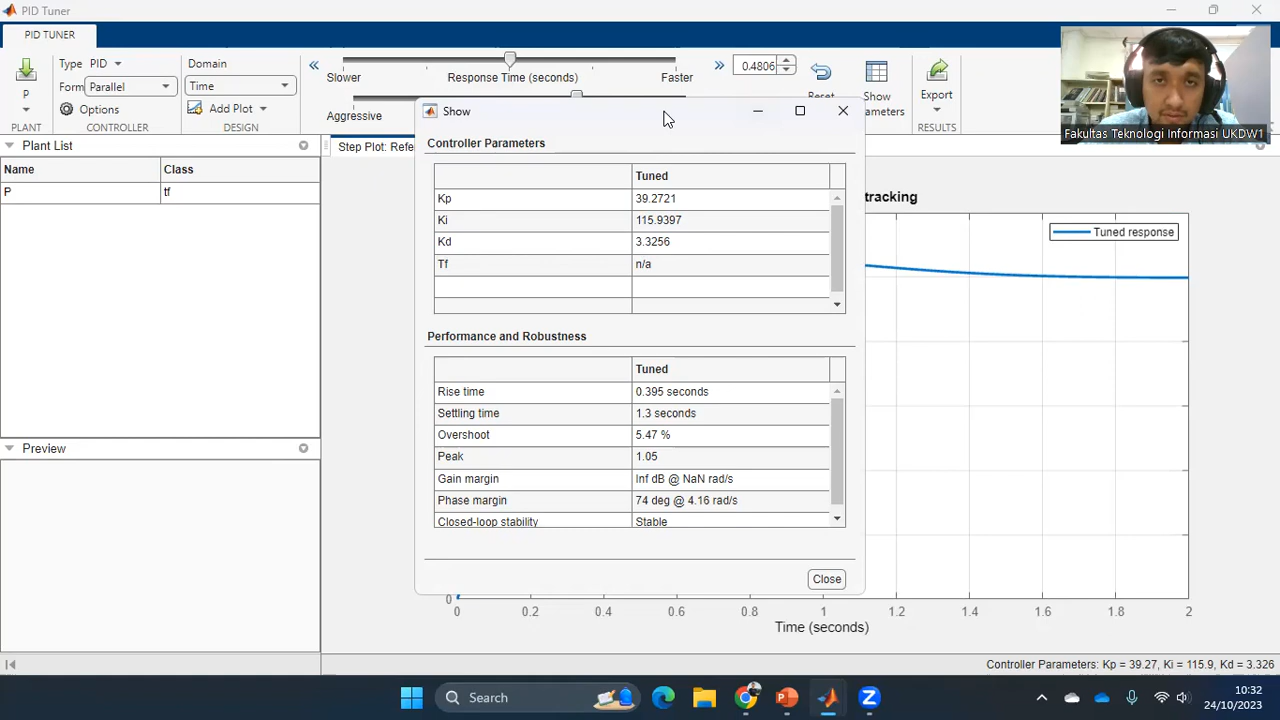 PID Tuner
PID TUNER
Type PID
Domain
Form Parallel
Time
Options
Add Plot
P
PLANT
CONTROLLER
DESIGN
Slower
Response Time (seconds)
Faster
0.4806
Aggressive
Show
Export
RESULTS
Fakultas Teknologi Informasi UKDW1
Plant List
Name Class
P tf
Preview
Show
Controller Parameters
Tuned
Kp 39.2721
Ki 115.9397
Kd 3.3256
Tf n/a
Performance and Robustness
Tuned
Rise time 0.395 seconds
Settling time 1.3 seconds
Overshoot 5.47 %
Peak 1.05
Gain margin Inf dB @ NaN rad/s
Phase margin 74 deg @ 4.16 rad/s
Closed-loop stability Stable
Close
Tuned response
0
0 0.2 0.4 0.6 0.8 1 1.2 1.4 1.6 1.8 2
Time (seconds)
Controller Parameters: Kp = 39.27, Ki = 115.9, Kd = 3.326
Search
10:32
24/10/2023